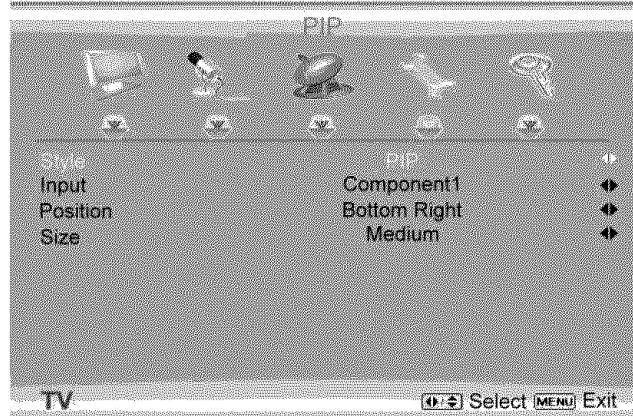 PIP
Style PIP
Input Component1
Position Bottom Right
Size Medium
TV Select MENU Exit